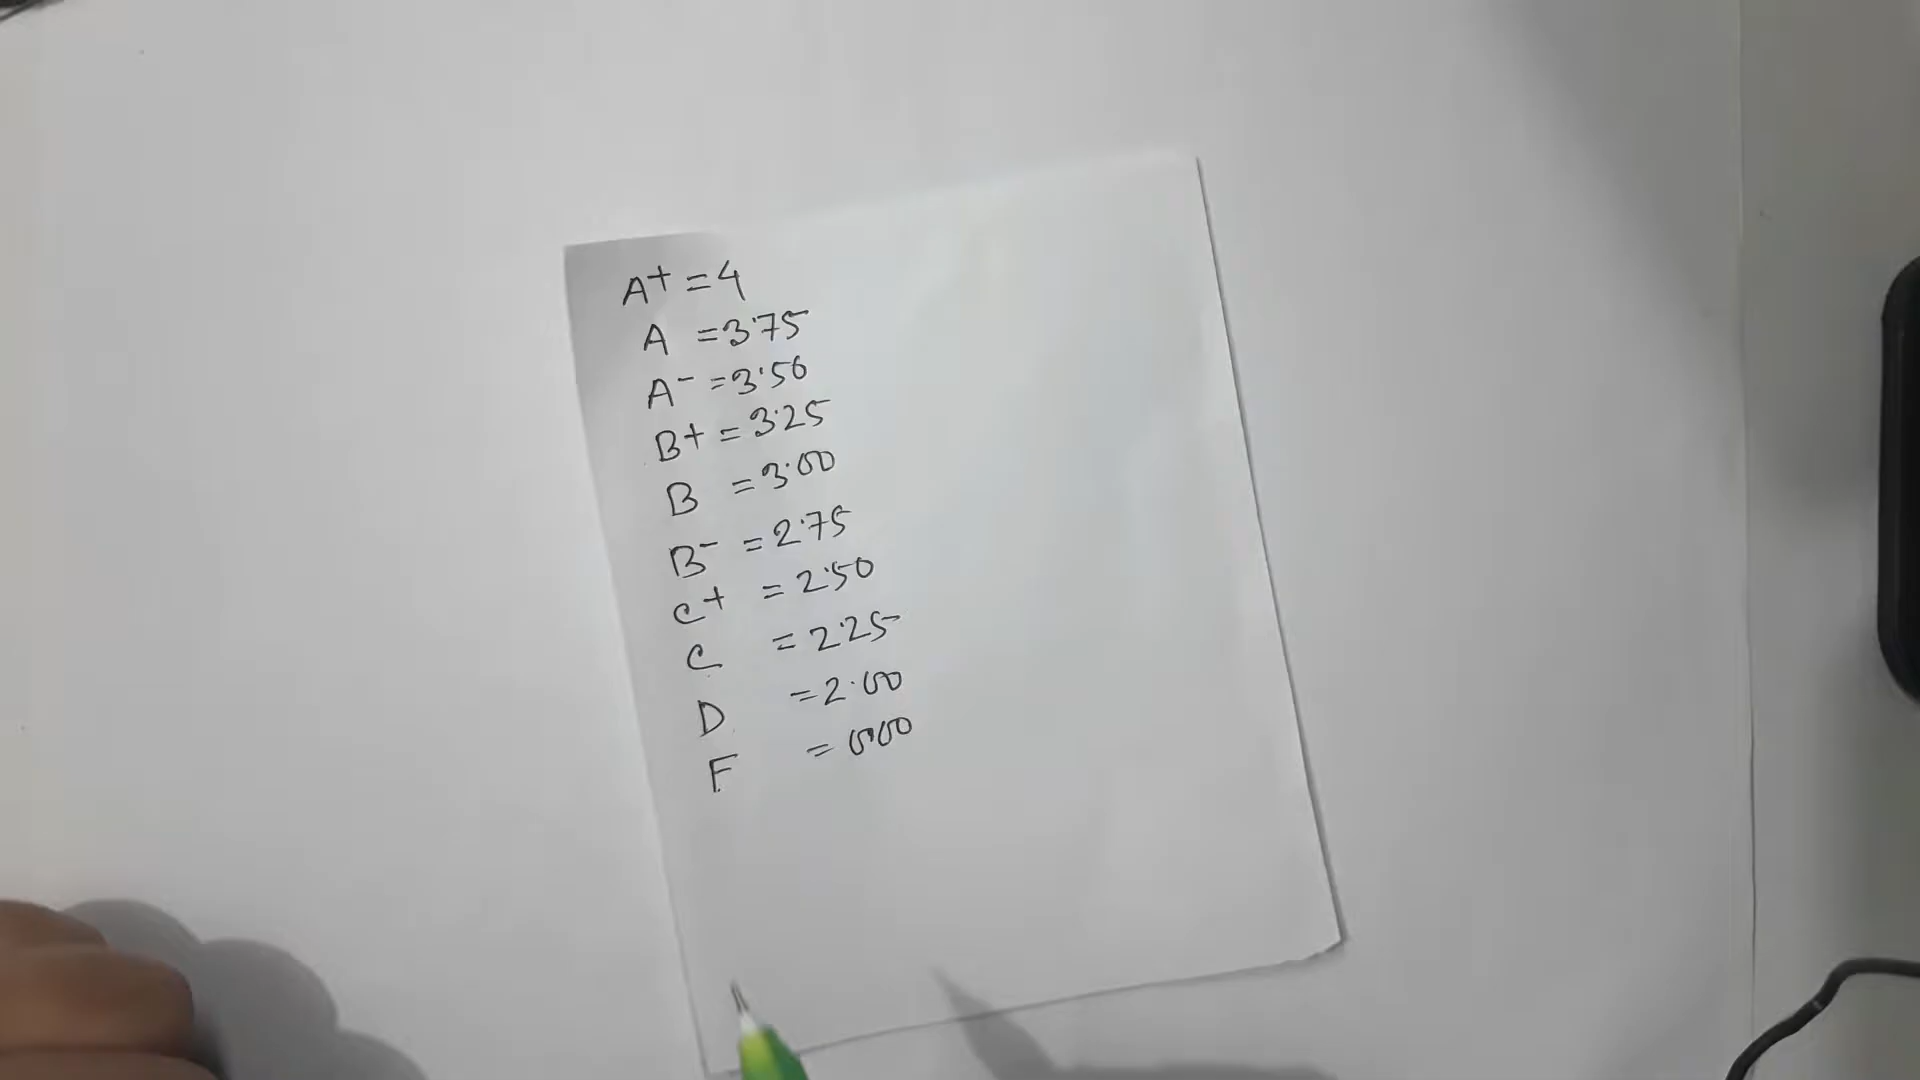 A+ = 4
A = 3.75
A- = 3.50
B+ = 3.25
B = 3.00
B- = 2.75
C+ = 2.50
C = 2.25
D = 2.00
F = 0.00